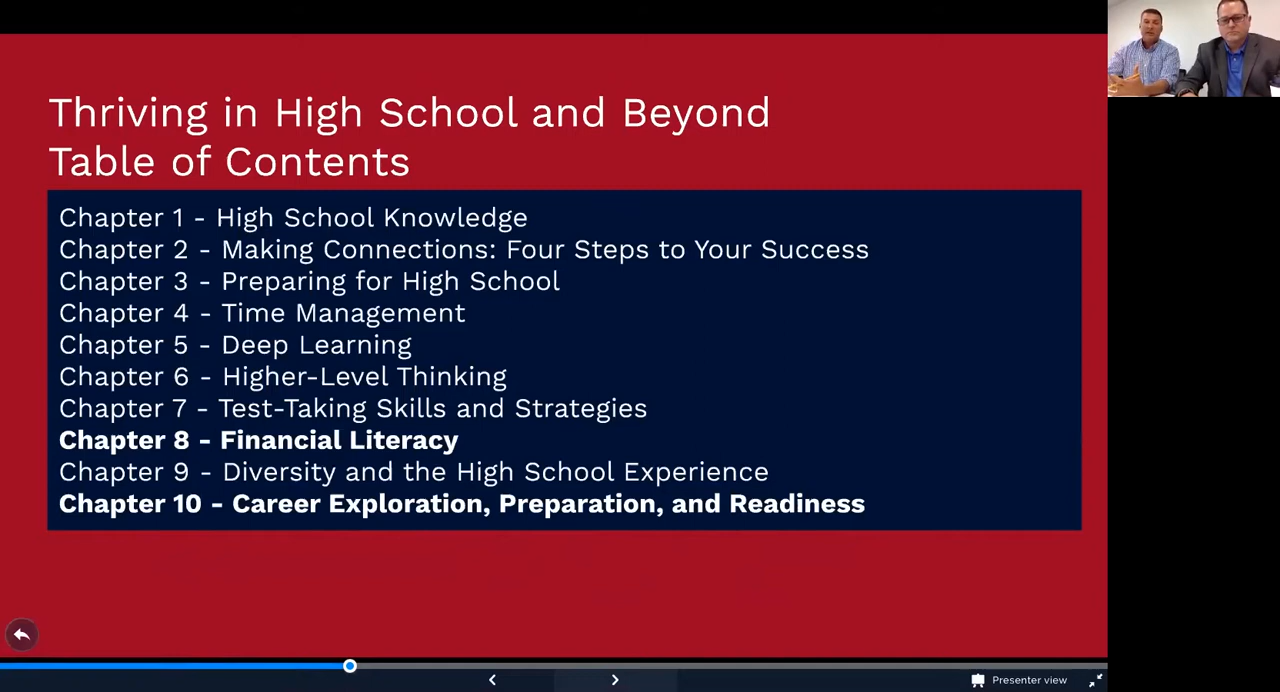 Thriving in High School and Beyond
Table of Contents
Chapter 1 - High School Knowledge
Chapter 2 - Making Connections: Four Steps to Your Success
Chapter 3 - Preparing for High School
Chapter 4 - Time Management
Chapter 5 - Deep Learning
Chapter 6 - Higher-Level Thinking
Chapter 7 - Test-Taking Skills and Strategies
Chapter 8 - Financial Literacy
Chapter 9 - Diversity and the High School Experience
Chapter 10 - Career Exploration, Preparation, and Readiness
Presenter view